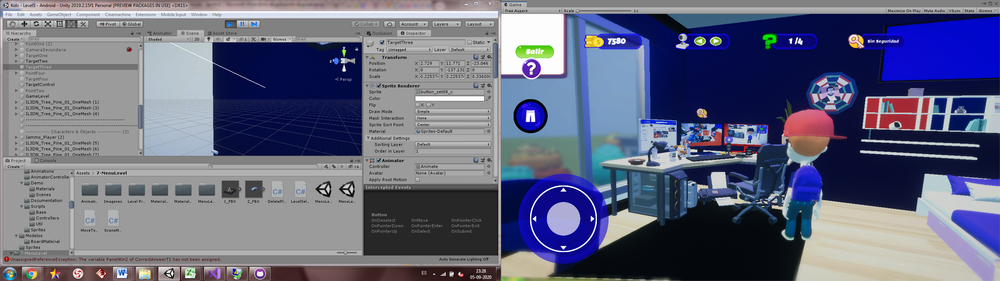 Kids - Level5 - Android - Unity 2019.2.15f1 Personal [PREVIEW PACKAGES IN USE] <DX11>
File Edit Assets GameObject Component Cinemachine Extensions Mobile Input Window Help
Pivot Global Collab Account Layers Layout
Hierarchy
Create All
PointOne (2)
CamaraSecundaria
TargetOne
TargetTwo
TargetThree
PointFour
TargetFour
TargetControl
PointTwo
GameLevel
IL3DN_Tree_Pine_01_OneMesh (1)
IL3DN_Tree_Pine_01_OneMesh (3)
IL3DN_Tree_Pine_01_OneMesh (4)
------------ Characters & Objects ------------ (3)
Jammo_Player (2)
IL3DN_Tree_Pine_01_OneMesh (5)
IL3DN_Tree_Pine_01_OneMesh (6)
IL3DN_Tree_Pine_01_OneMesh (7)
Animator Scene Asset Store
Shaded 2D 1 Gizmos All
y
z
Persp
Occlusion Inspector
TargetThree Static
Tag Untagged Layer Default
Transform
Position X 2.729 Y 11.771 Z -23.046
Rotation X 0 Y -137.131 Z 0
Scale X 0.225374 Y 0.225374 Z 0.33600
Sprite Renderer
Sprite button_set08_c
Color
Flip X Y
Draw Mode Simple
Mask Interaction None
Sprite Sort Point Center
Material Sprites-Default
Additional Settings
Sorting Layer Default
Order in Layer 1
Animator
Controller Animate
Avatar None (Avatar)
Apply Root Motion
Intercepted Events
Button
OnDeselect OnMove OnPointerClick
OnPointerDown OnPointerEnter OnPointerExit
OnPointerUp OnSelect OnSubmit
Project Console
Create 16
Animations
AnimatorControlle
Demo
Materials
Scenes
Documentation
Scripts
Base
Controllers
Util
Sprites
Modelos
BoardMaterial
Sprites
7-MenuLevel
Assets > 7-MenuLevel
Animati... Imagenes Level Pr... Material... Material... MenuLe... 1_FBX 2_FBX DeletePl... LevelSel... MenuLe... MenuLe...
C# C#
C# C#
MoveTo... SceneM...
UnassignedReferenceException: The variable PanelWin2 of CorrectAnswerT1 has not been assigned.
Auto Generate Lighting Off
ES
23:28
05-09-2020
Game
Free Aspect Scale 1x Maximize On Play Mute Audio VSync Stats Gizmos
Salir
?
$ 7580
? 1 /4
Sin Seguridad